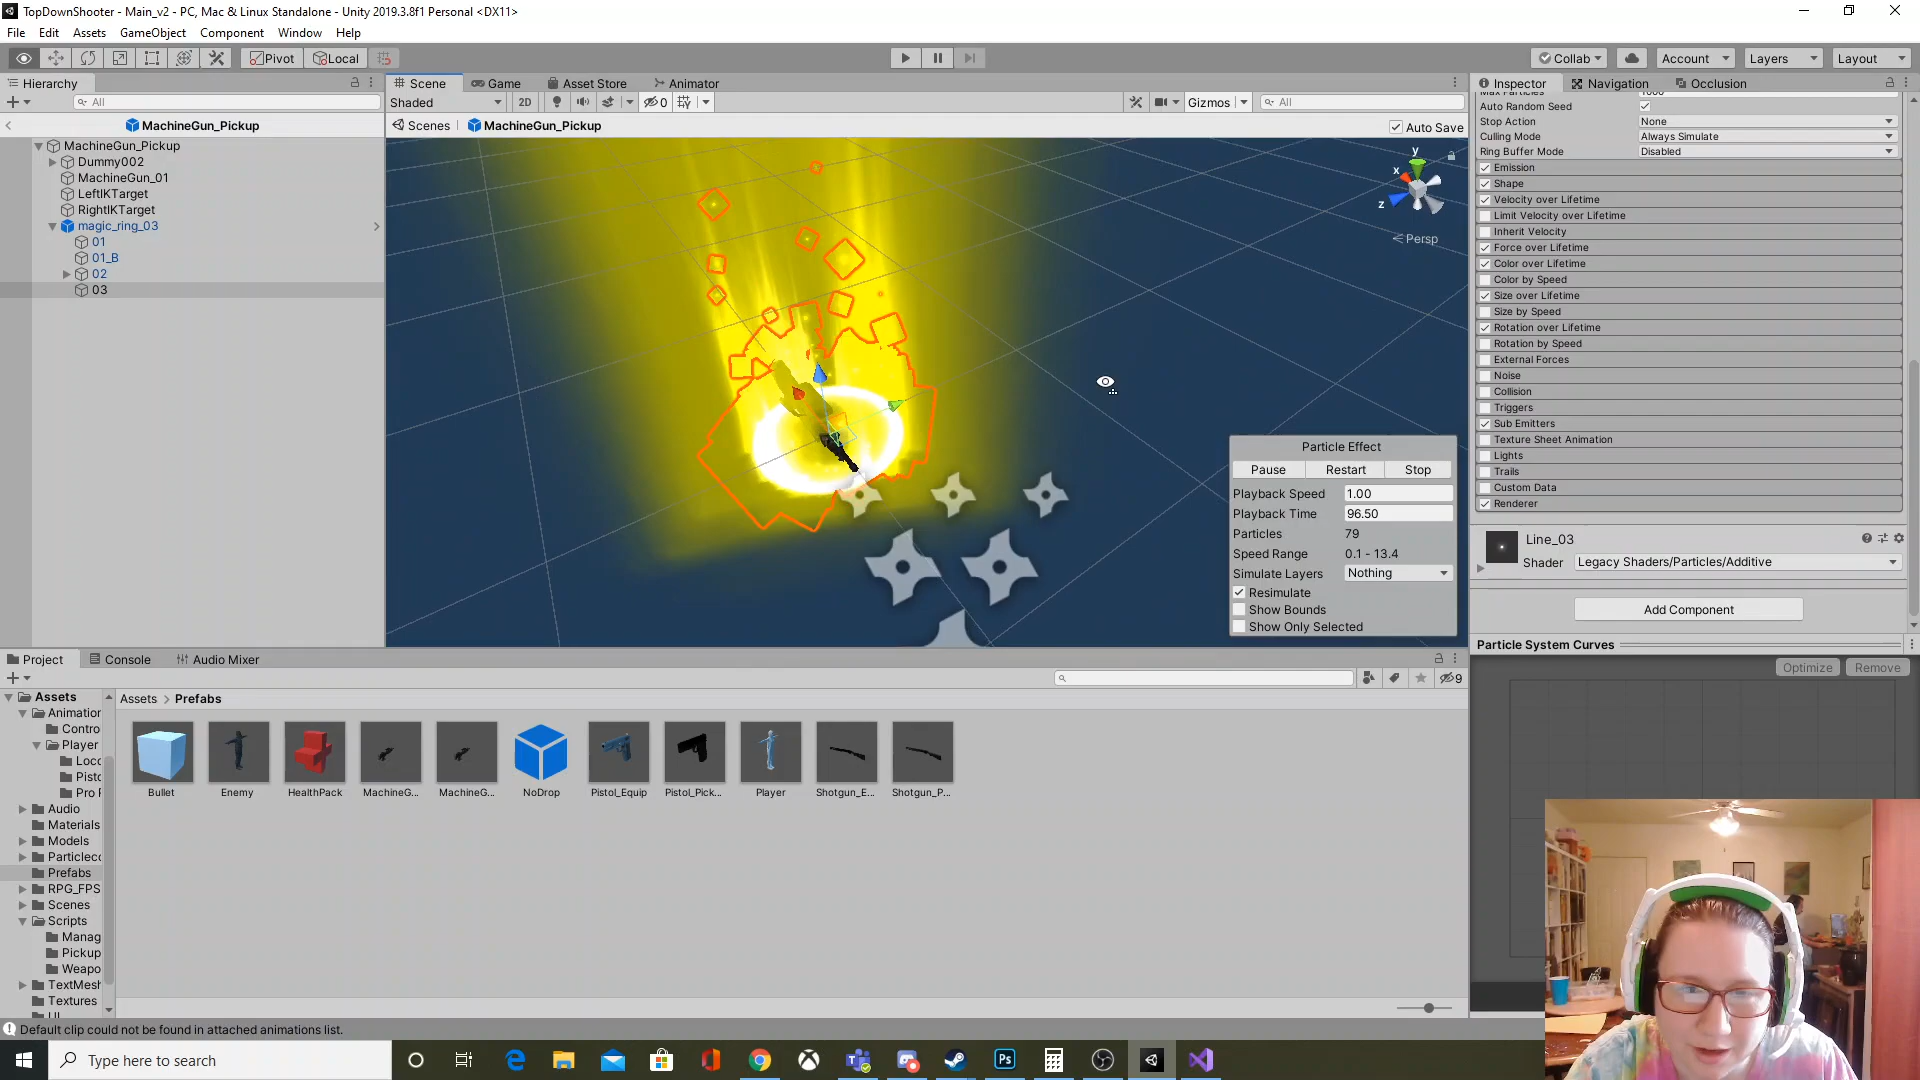 TopDownShooter - Main_v2 - PC, Mac & Linux Standalone - Unity 2019.3.8f1 Personal <DX11>
File Edit Assets GameObject Component Window Help
Pivot Local Collab Account Layers Layout
Hierarchy
All
MachineGun_Pickup
MachineGun_Pickup
Dummy002
MachineGun_01
LeftIKTarget
RightIKTarget
magic_ring_03
01
01_B
02
03
Scene Game Asset Store Animator
Shaded 2D 0 Gizmos All
Scenes MachineGun_Pickup Auto Save
y
x
z
Persp
Particle Effect
Pause Restart Stop
Playback Speed 1.00
Playback Time 96.50
Particles 79
Speed Range 0.1 - 13.4
Simulate Layers Nothing
Resimulate
Show Bounds
Show Only Selected
Inspector Navigation Occlusion
Max Particles 1000
Auto Random Seed
Stop Action None
Culling Mode Always Simulate
Ring Buffer Mode Disabled
Emission
Shape
Velocity over Lifetime
Limit Velocity over Lifetime
Inherit Velocity
Force over Lifetime
Color over Lifetime
Color by Speed
Size over Lifetime
Size by Speed
Rotation over Lifetime
Rotation by Speed
External Forces
Noise
Collision
Triggers
Sub Emitters
Texture Sheet Animation
Lights
Trails
Custom Data
Renderer
Line_03
Shader Legacy Shaders/Particles/Additive
Add Component
Particle System Curves
Optimize Remove
Project Console Audio Mixer
9
Assets
Animation
Contro
Player
Loco
Pisto
Pro F
Audio
Materials
Models
Particlecc
Prefabs
RPG_FPS
Scenes
Scripts
Manag
Pickup
Weapo
TextMesh
Textures
UI
Assets > Prefabs
Bullet Enemy HealthPack MachineG... MachineG... NoDrop Pistol_Equip Pistol_Pick... Player Shotgun_E... Shotgun_P...
Default clip could not be found in attached animations list.
Type here to search
Ps